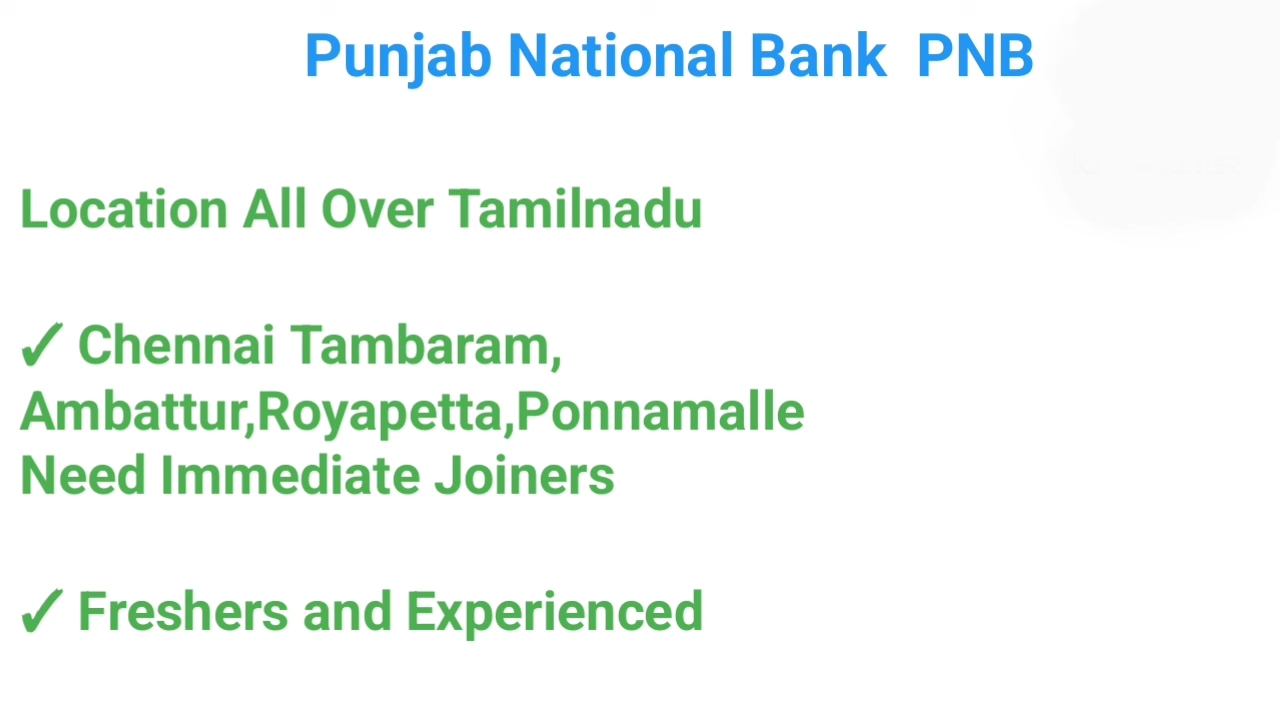 Punjab National Bank PNB
Location All Over Tamilnadu
✓ Chennai Tambaram,
Ambattur,Royapetta,Ponnamalle
Need Immediate Joiners
✓ Freshers and Experienced